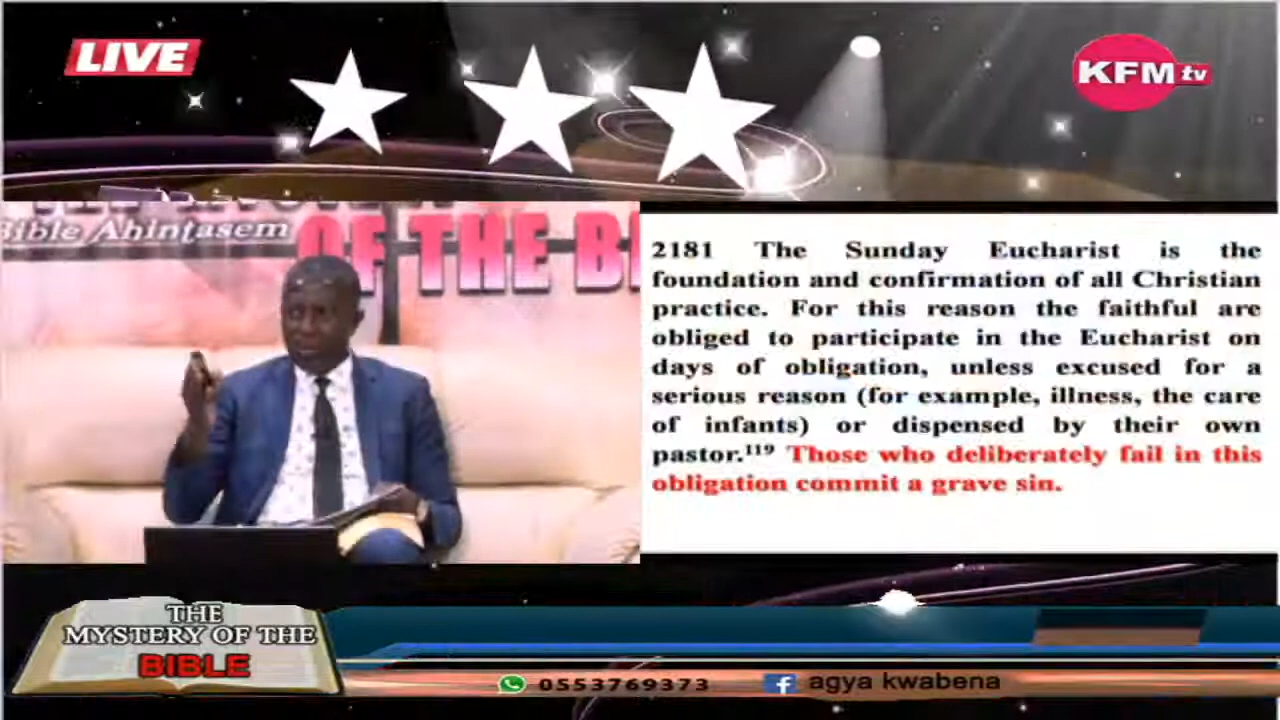 LIVE
KFM tv
Bible Ahintasem
OF THE
2181 The Sunday Eucharist is the
foundation and confirmation of all Christian
practice. For this reason the faithful are
obliged to participate in the Eucharist on
days of obligation, unless excused for a
serious reason (for example, illness, the care
of infants) or dispensed by their own
pastor.¹¹⁹ Those who deliberately fail in this
obligation commit a grave sin.
THE
MYSTERY OF THE
BIBLE
0553769373
agya kwabena